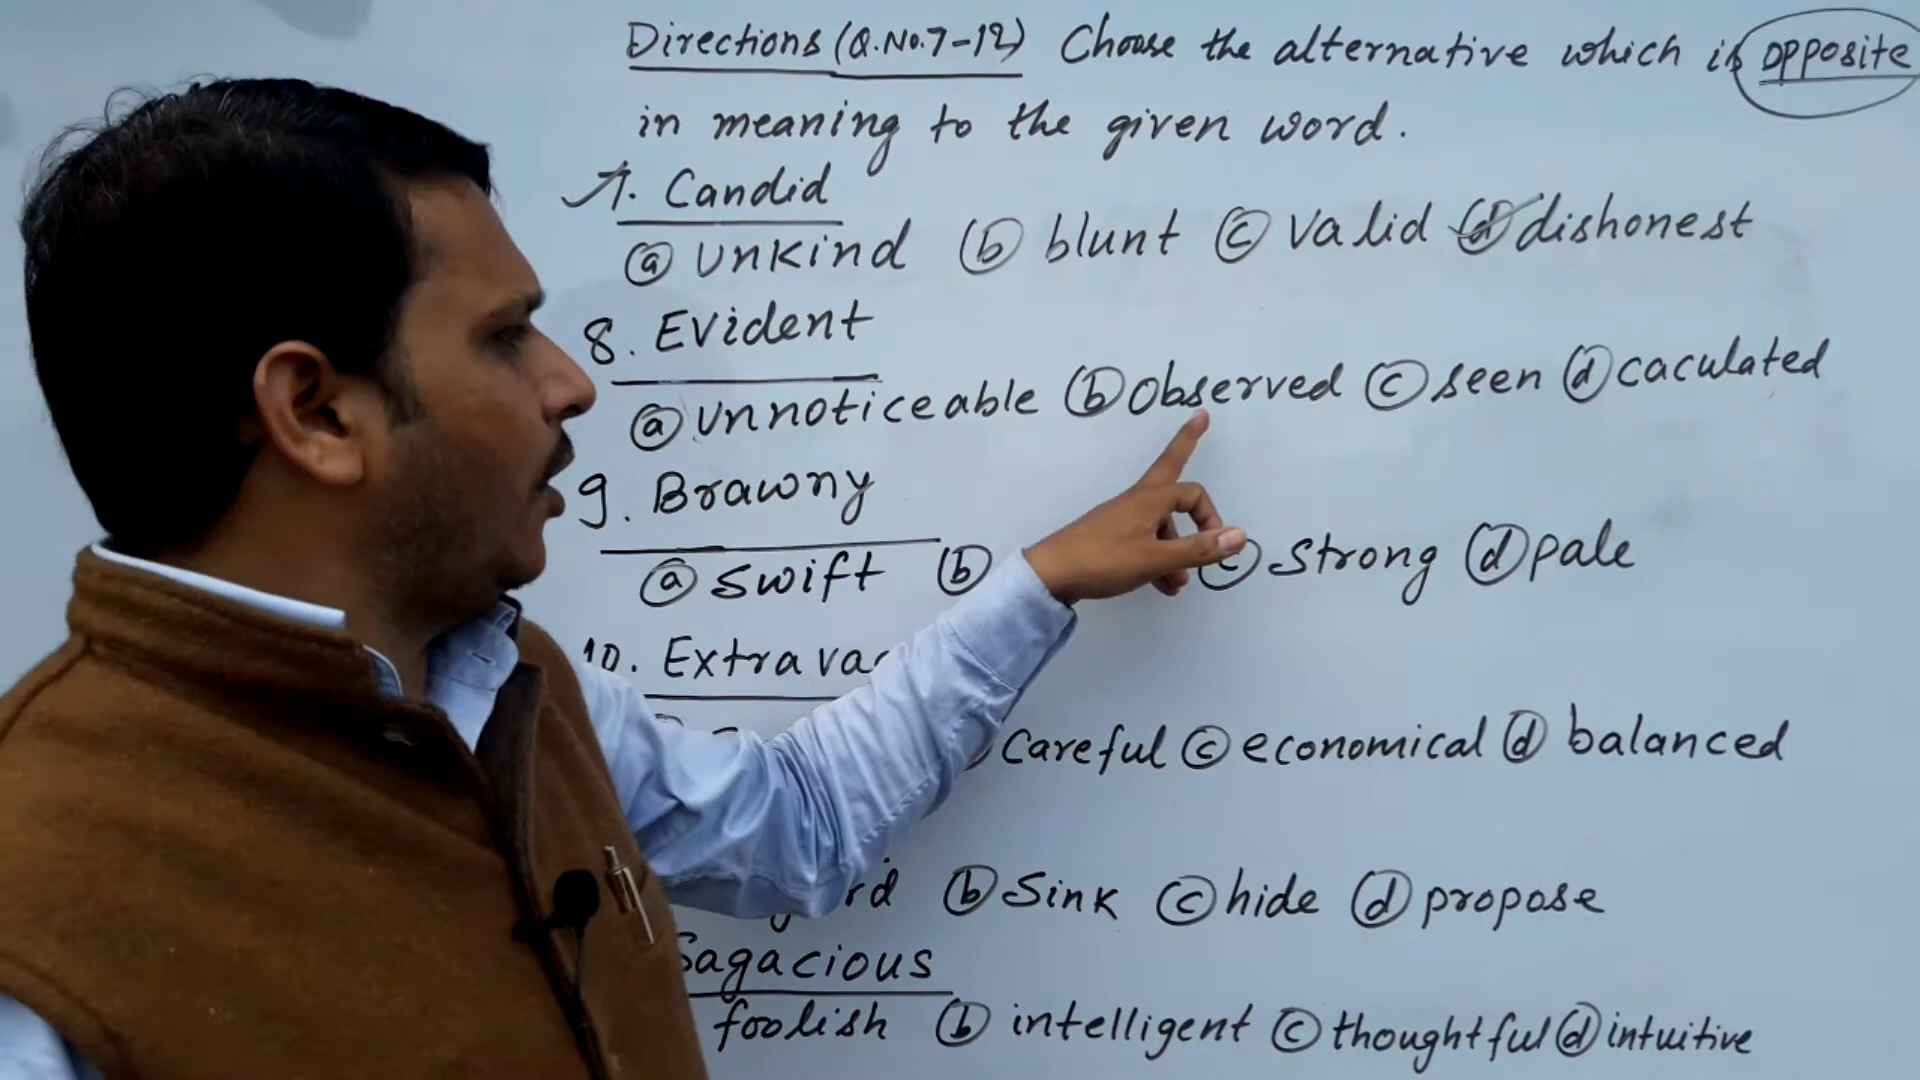 Directions (Q.No.7-12) Choose the alternative which is opposite
in meaning to the given word.
7. Candid
(a) unkind (b) blunt (c) valid (d) dishonest
8. Evident
(a) unnoticeable (b) observed (c) seen (d) caculated
9. Brawny
(a) swift (b) (c) strong (d) pale
10. Extrava
careful (c) economical (d) balanced
rd (b) sink (c) hide (d) propose
Sagacious
foolish (b) intelligent (c) thoughtful (d) intuitive